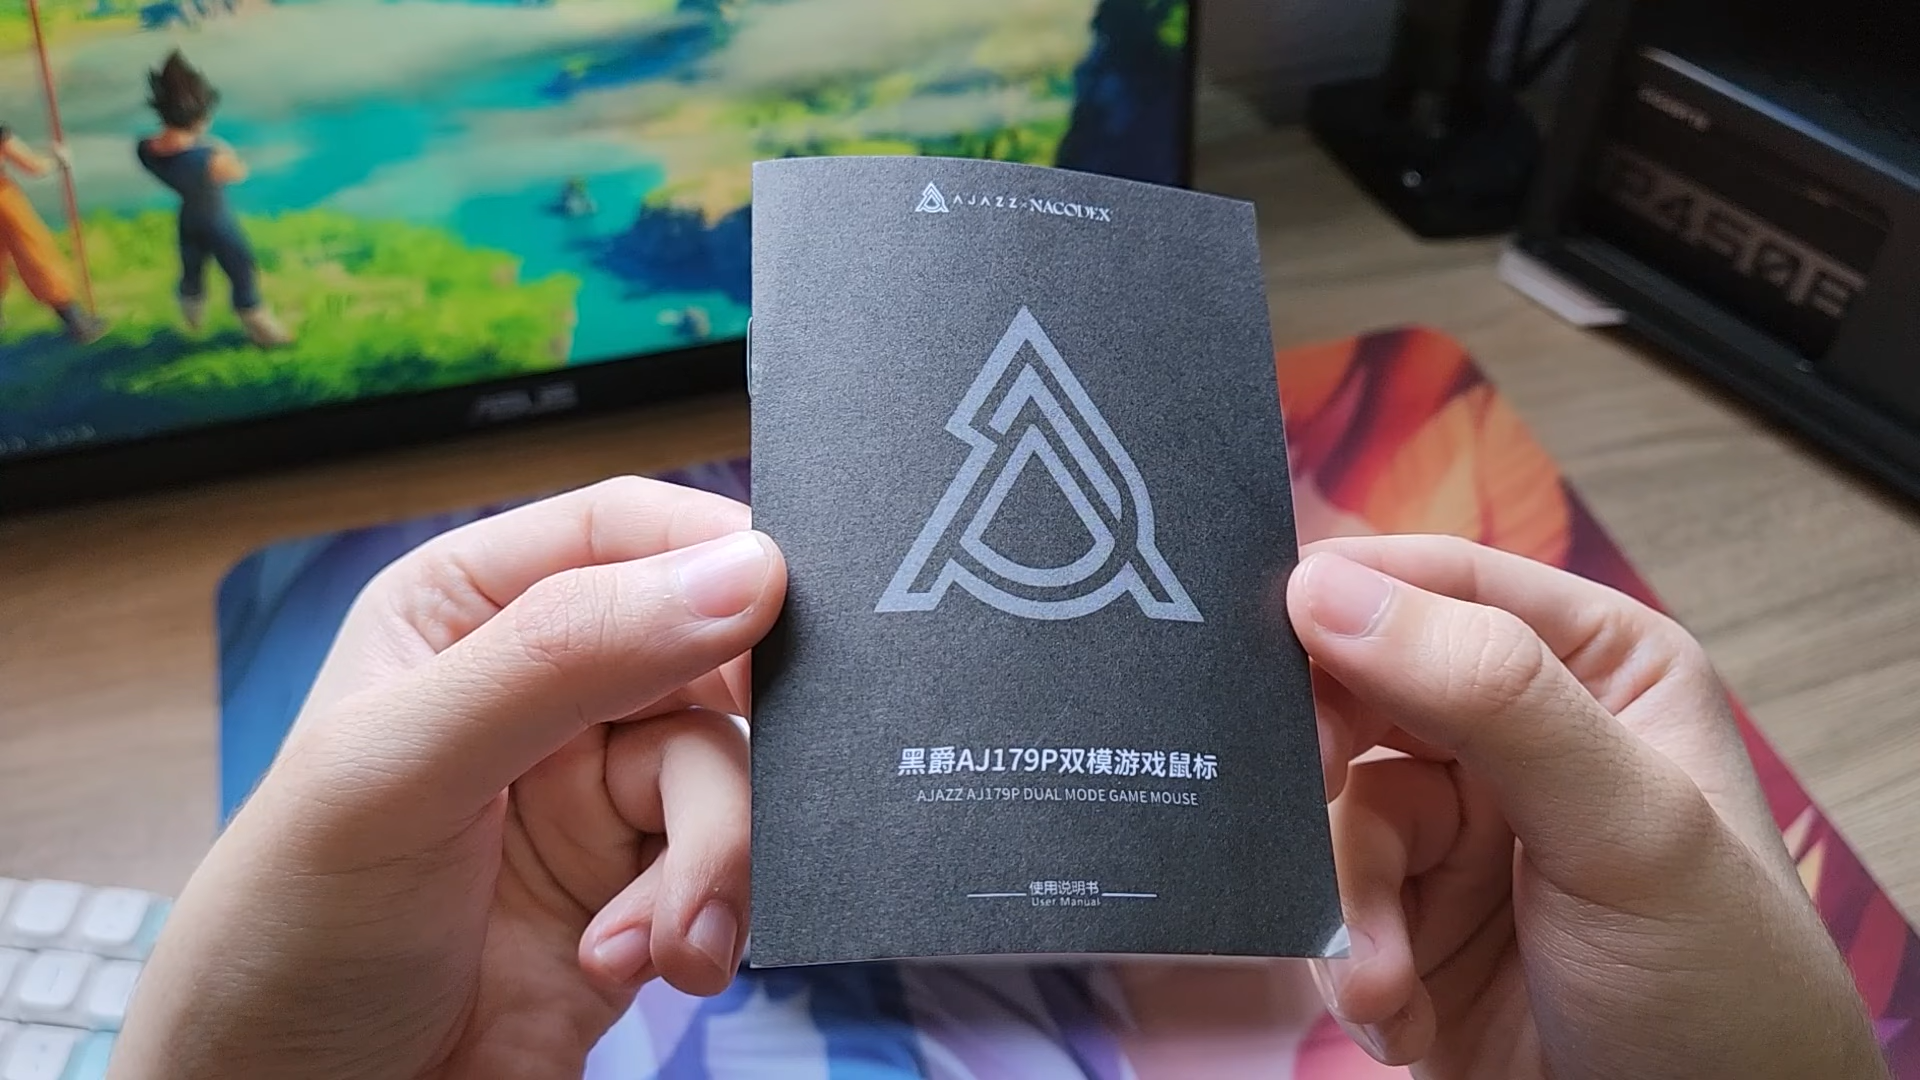 AJAZZ×NACODEX
黑爵AJ179P双模游戏鼠标
AJAZZ AJ179P DUAL MODE GAME MOUSE
使用说明书
User Manual
ASUS